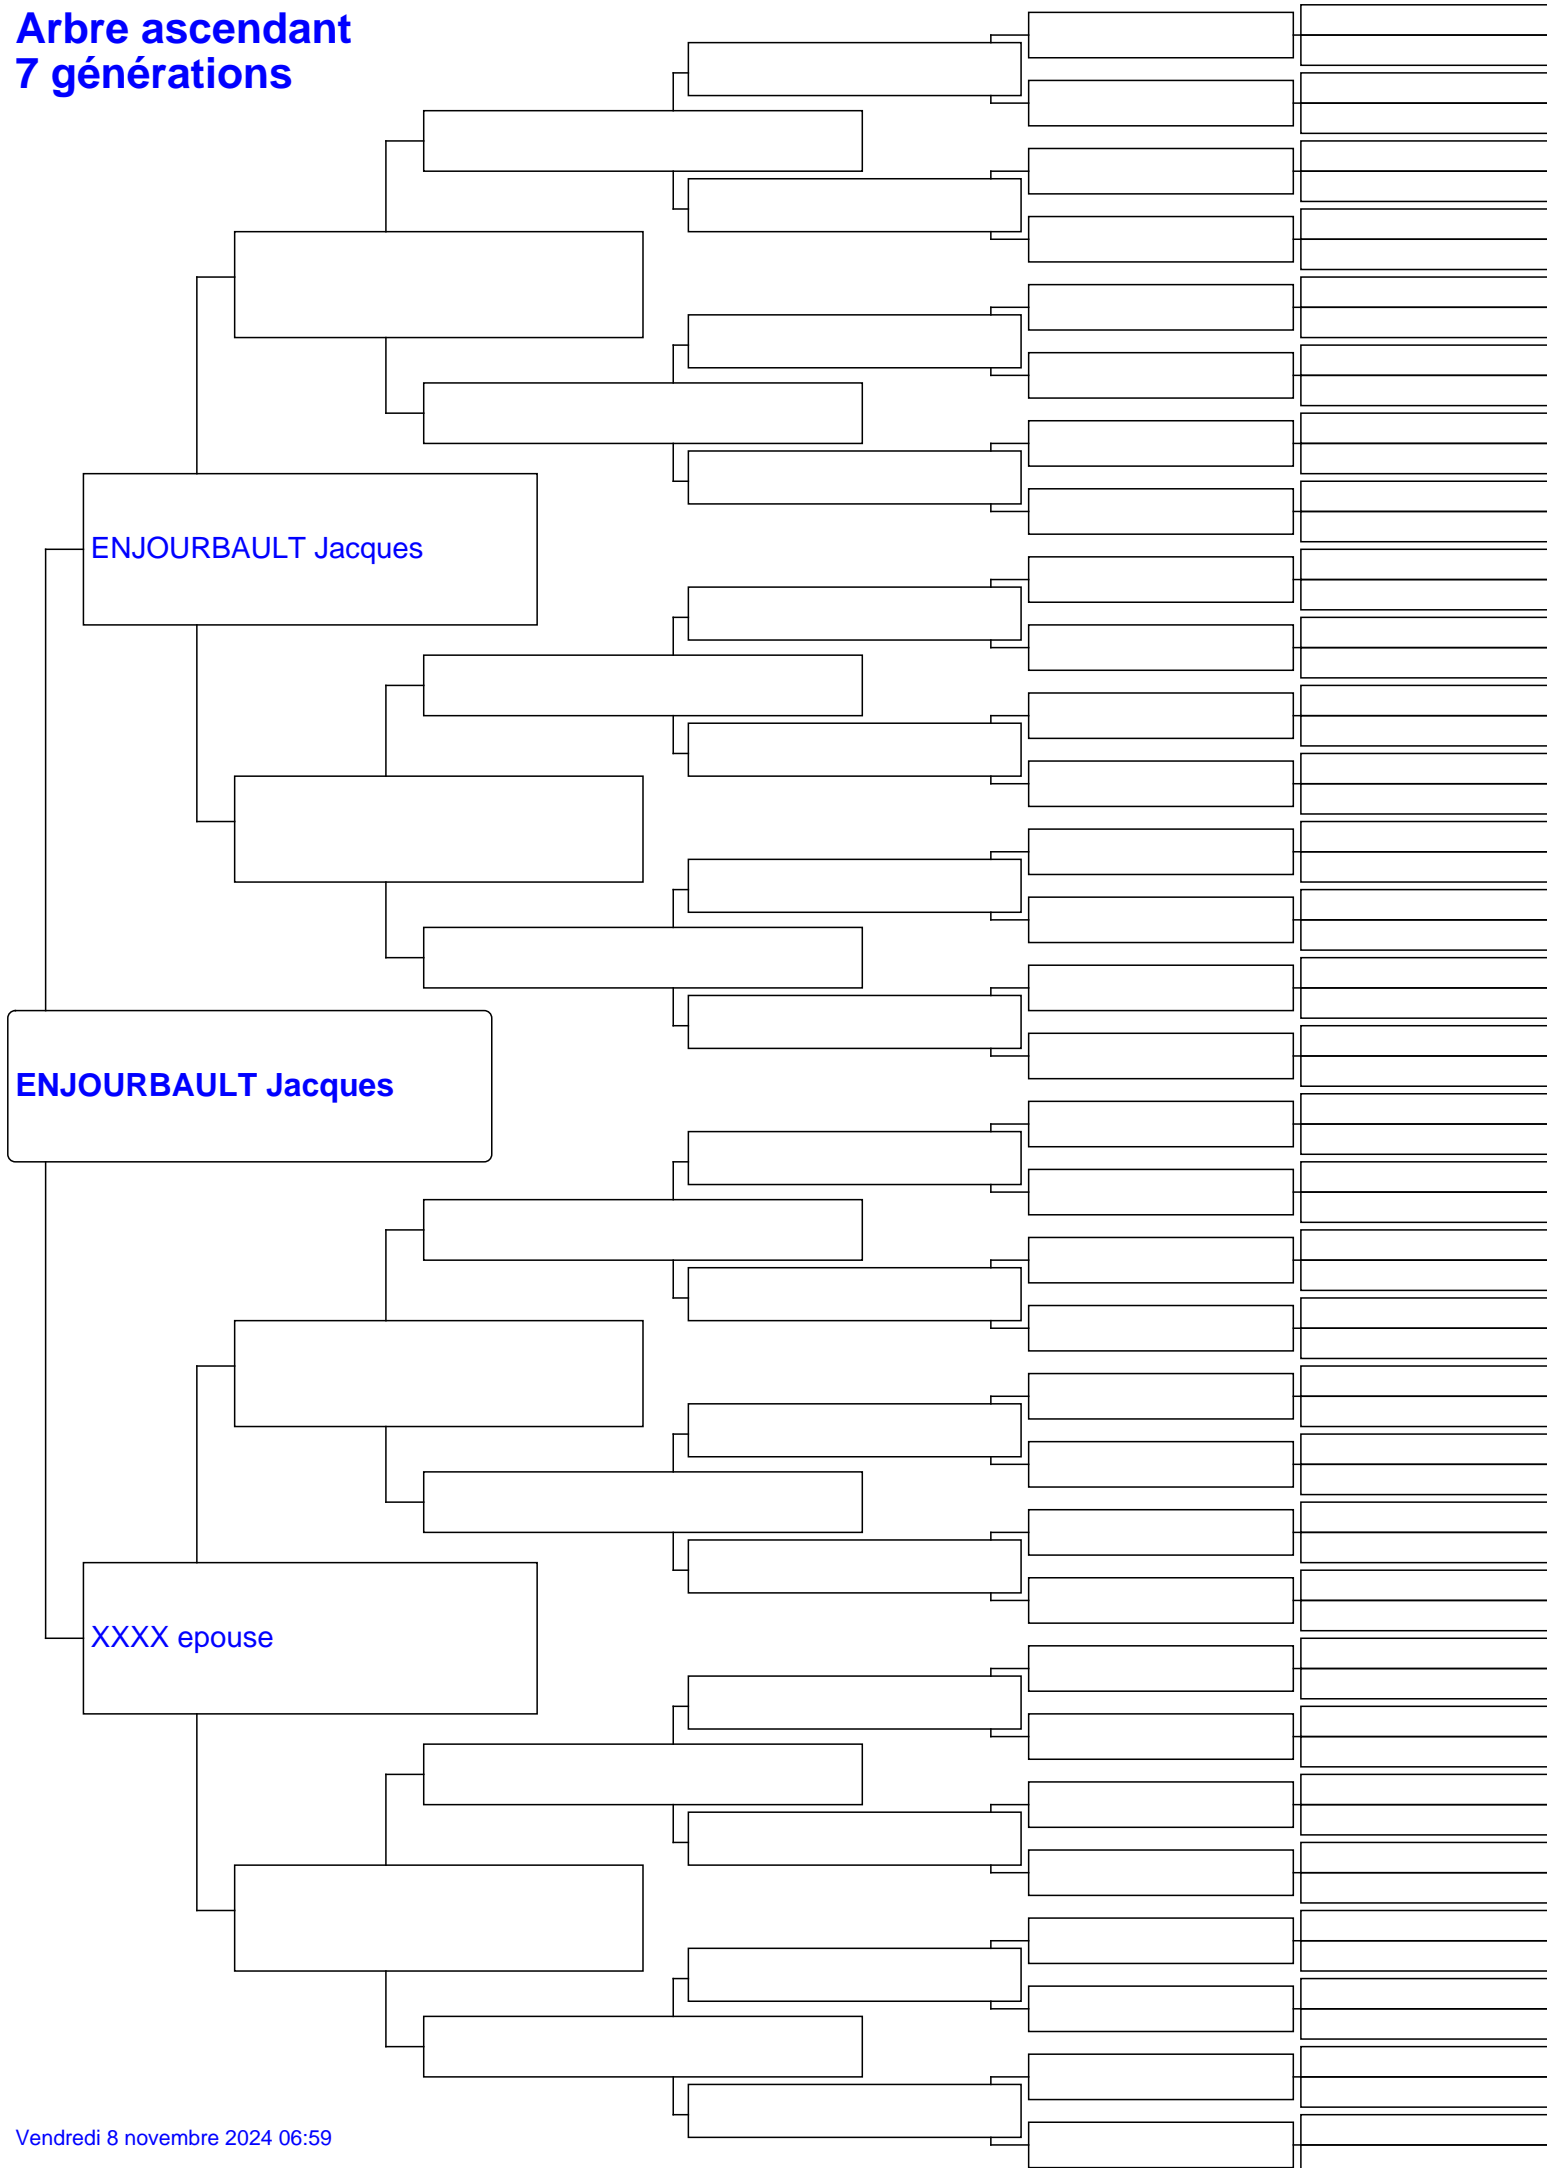 Arbre ascendant
7 générations
ENJOURBAULT Jacques
ENJOURBAULT Jacques
XXXX epouse
Vendredi 8 novembre 2024 06:59